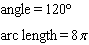 angle = 120°
arc length = 8π